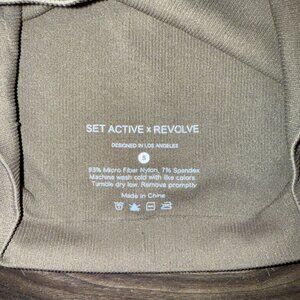 SET ACTIVE x REVOLVE
DESIGNED IN LOS ANGELES
S
93% Micro Fiber Nylon, 7% Spandex
Machine wash cold with like colors.
Tumble dry low. Remove promptly
Made in China